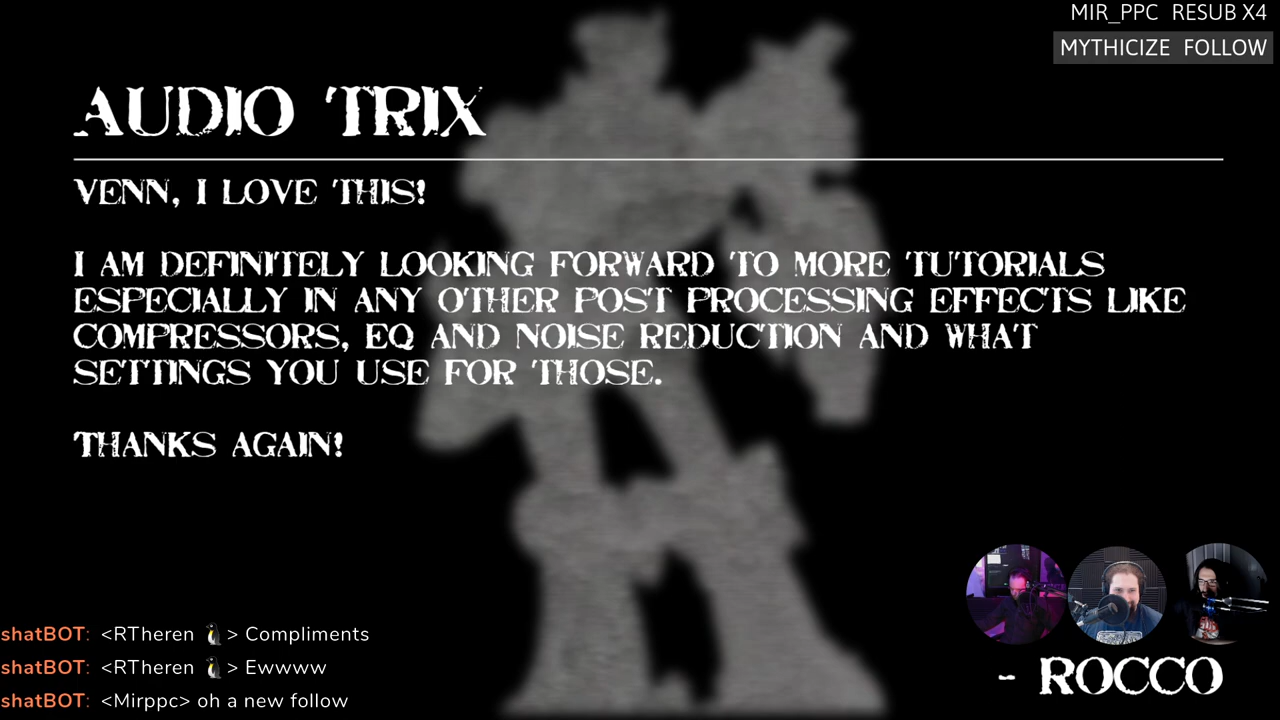 MIR_PPC RESUB X4
MYTHICIZE FOLLOW
AUDIO TRIX
VENN, I LOVE THIS!
I AM DEFINITELY LOOKING FORWARD TO MORE TUTORIALS
ESPECIALLY IN ANY OTHER POST PROCESSING EFFECTS LIKE
COMPRESSORS, EQ AND NOISE REDUCTION AND WHAT
SETTINGS YOU USE FOR THOSE.
THANKS AGAIN!
shatBOT: <RTheren 🐧 > Compliments
shatBOT: <RTheren 🐧 > Ewwww
shatBOT: <Mirppc> oh a new follow
- ROCCO